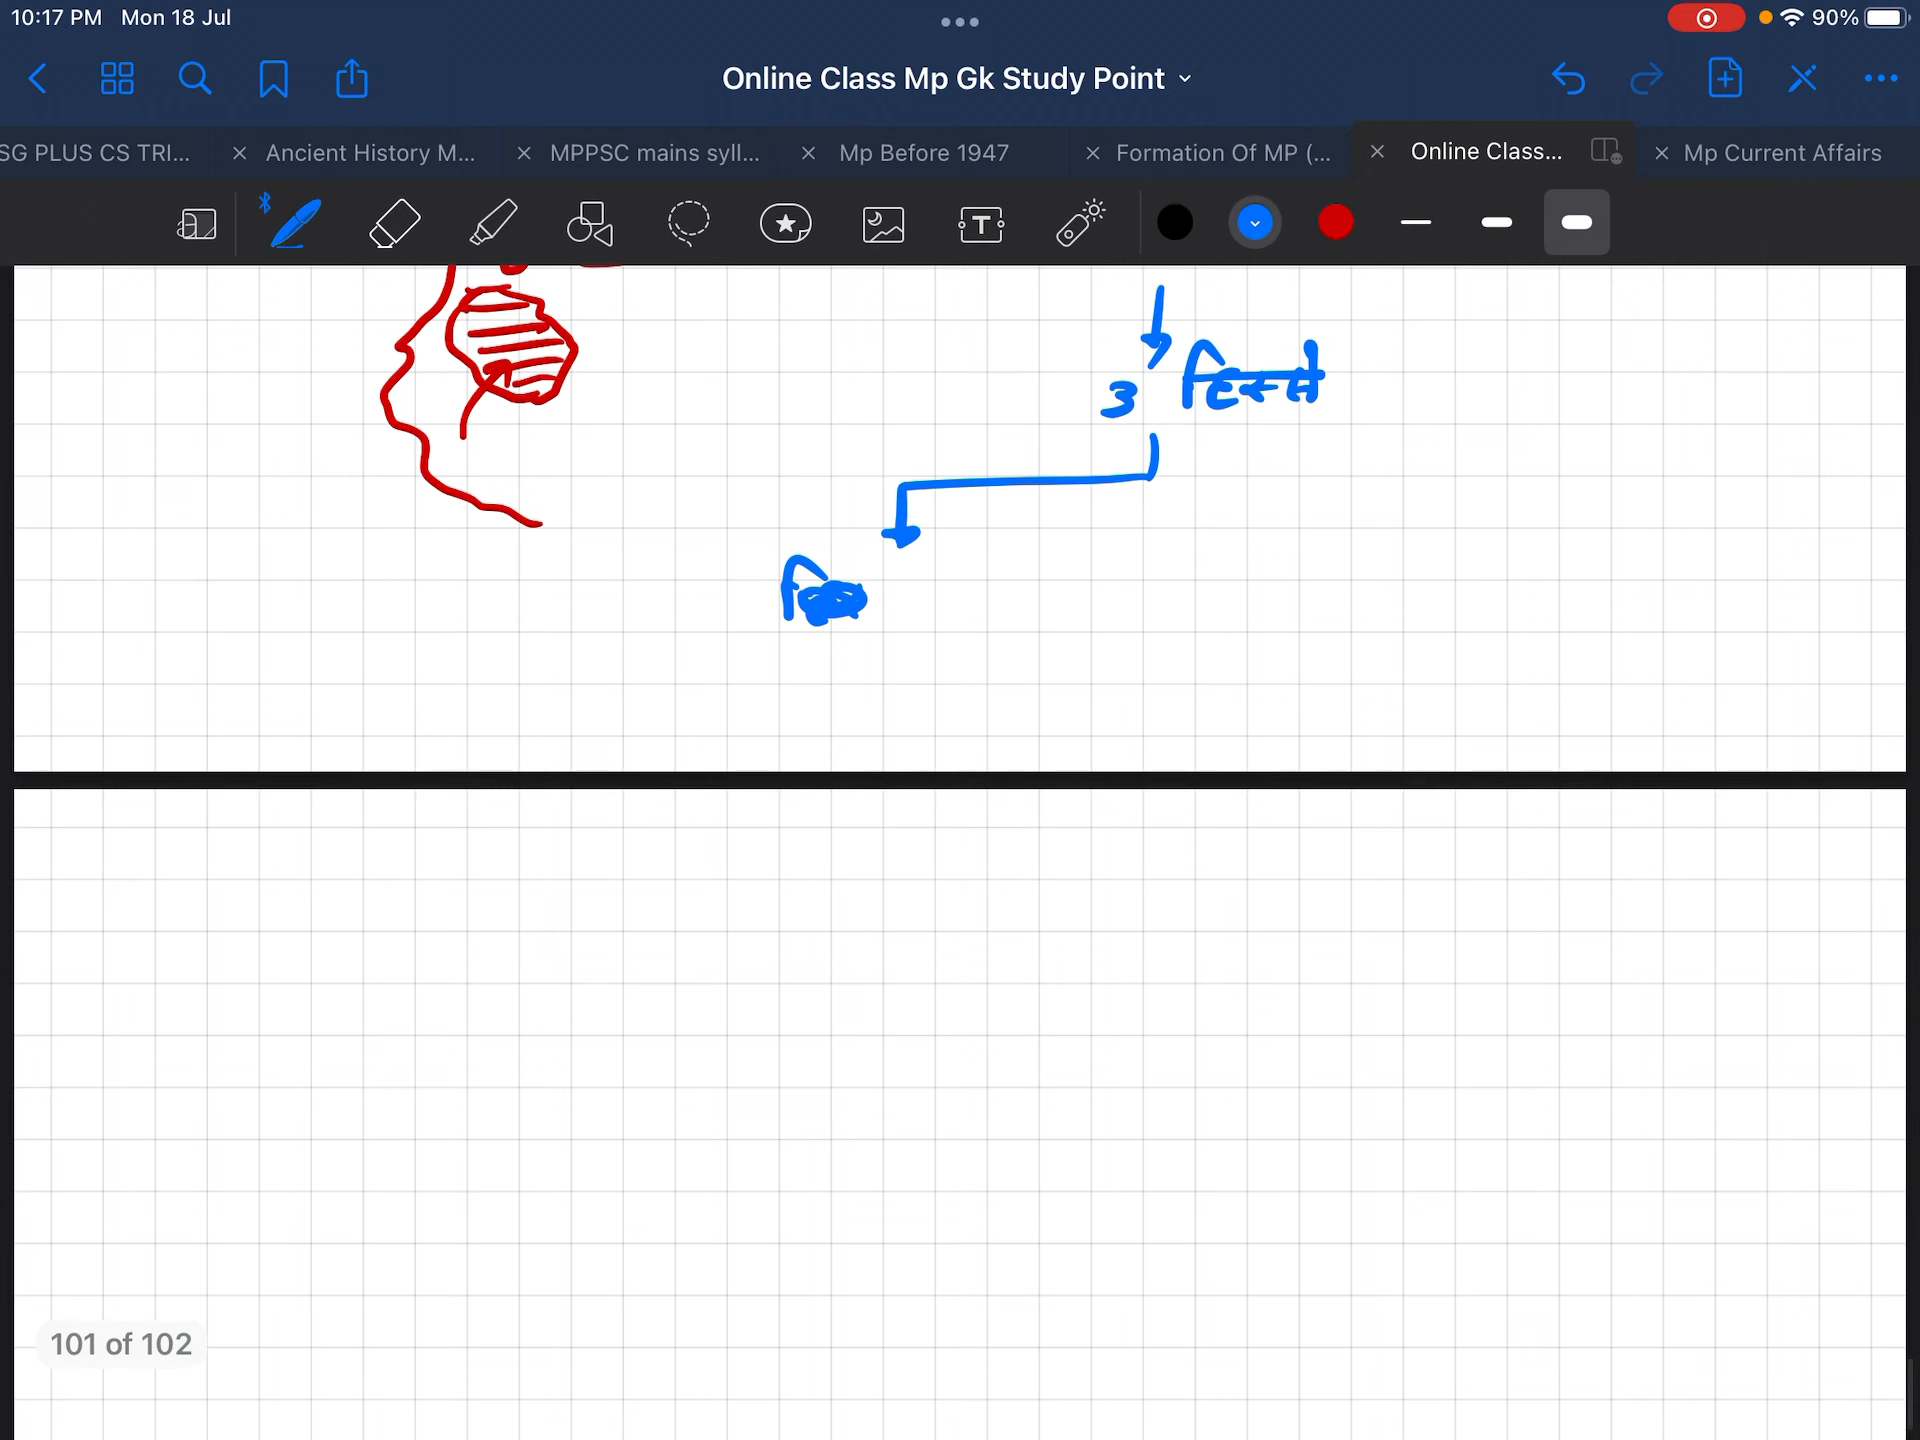 10:17 PM Mon 18 Jul
90%
Online Class Mp Gk Study Point
SG PLUS CS TRI...
Ancient History M...
MPPSC mains syll...
Mp Before 1947
Formation Of MP (...
Online Class...
Mp Current Affairs
3
101 of 102